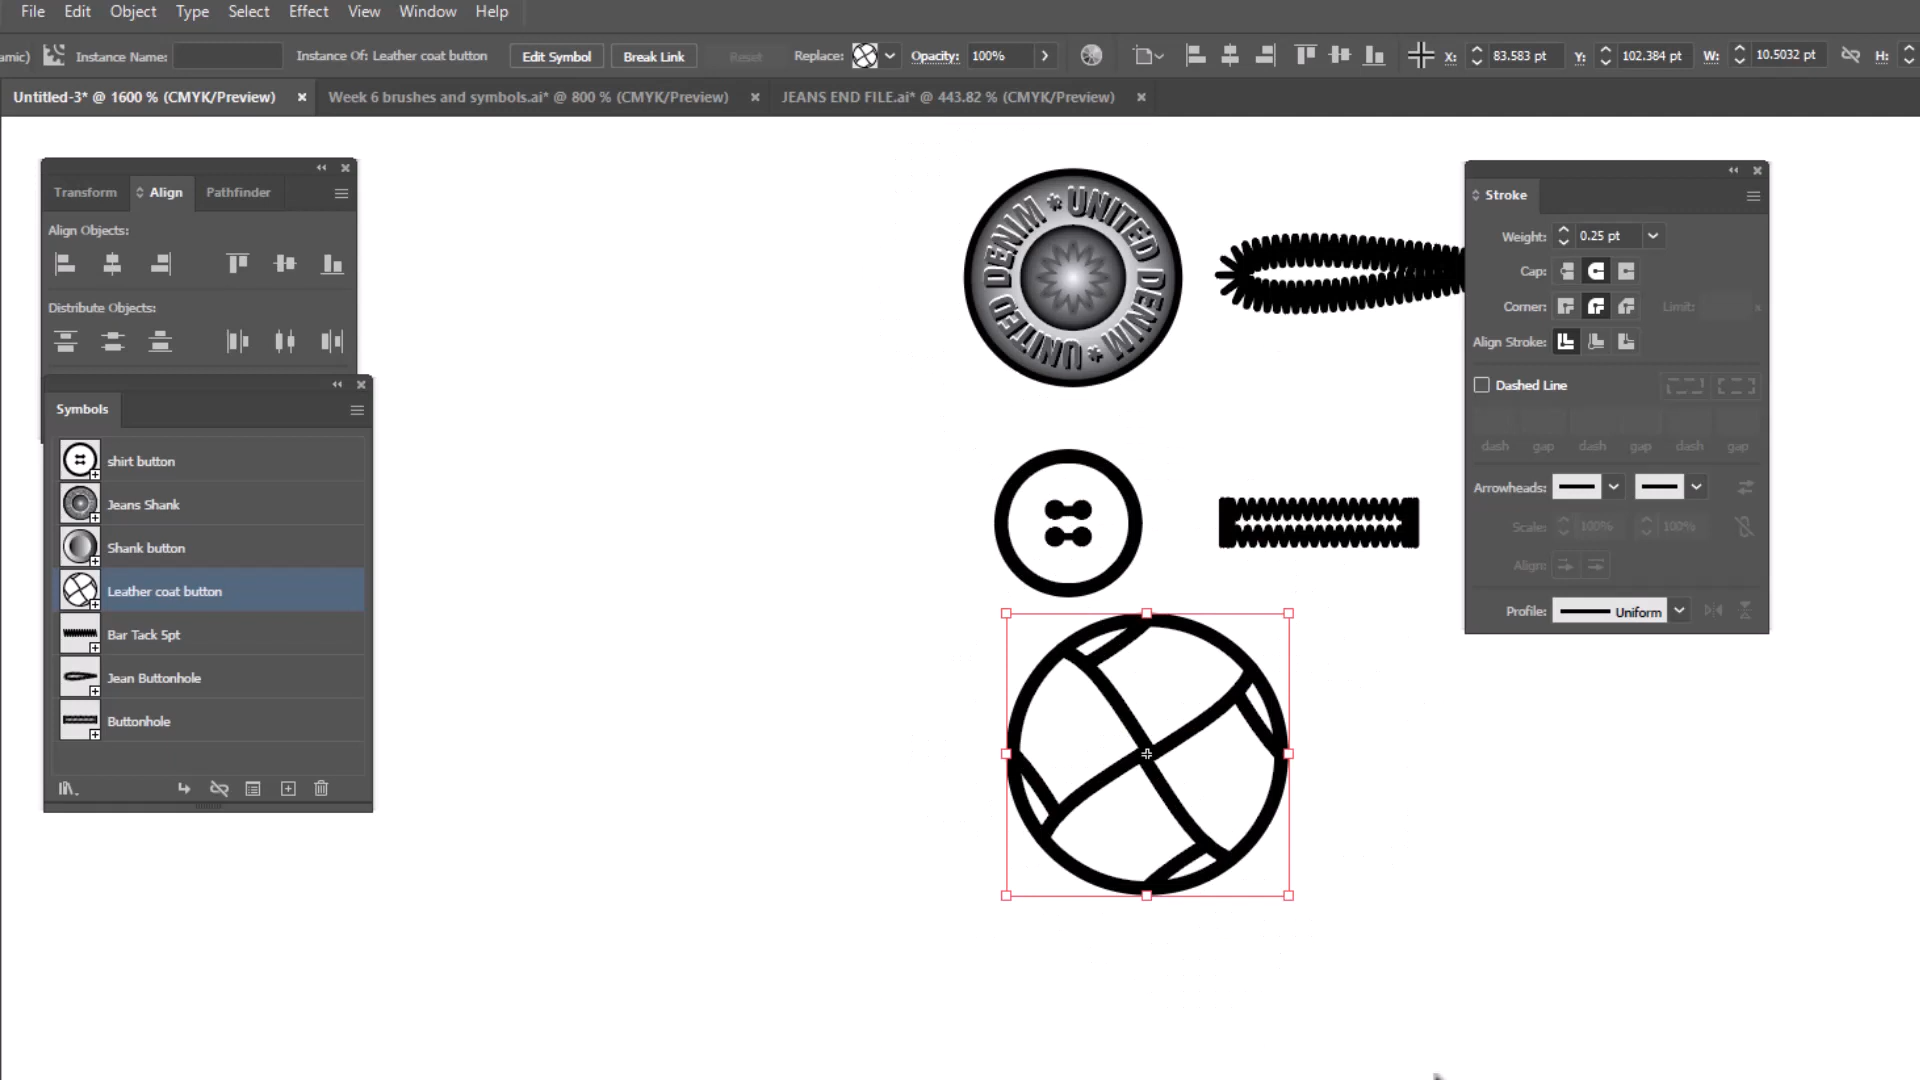 File Edit Object Type Select Effect View Window Help
amic) Instance Name: Instance Of: Leather coat button Edit Symbol Break Link Reset Replace: Opacity: 100% X: 83.583 pt Y: 102.384 pt W: 10.5032 pt H:
Untitled-3* @ 1600 % (CMYK/Preview) × Week 6 brushes and symbols.ai* @ 800 % (CMYK/Preview) × JEANS END FILE.ai* @ 443.82 % (CMYK/Preview) ×
Transform Align Pathfinder
Align Objects:
Distribute Objects:
Symbols
shirt button
Jeans Shank
Shank button
Leather coat button
Bar Tack 5pt
Jean Buttonhole
Buttonhole
UNITED DENIM * UNITED DENIM *
Stroke
Weight: 0.25 pt
Cap:
Corner: Limit: x
Align Stroke:
Dashed Line
dash gap dash gap dash gap
Arrowheads:
Scale: 100% 100%
Align:
Profile: Uniform